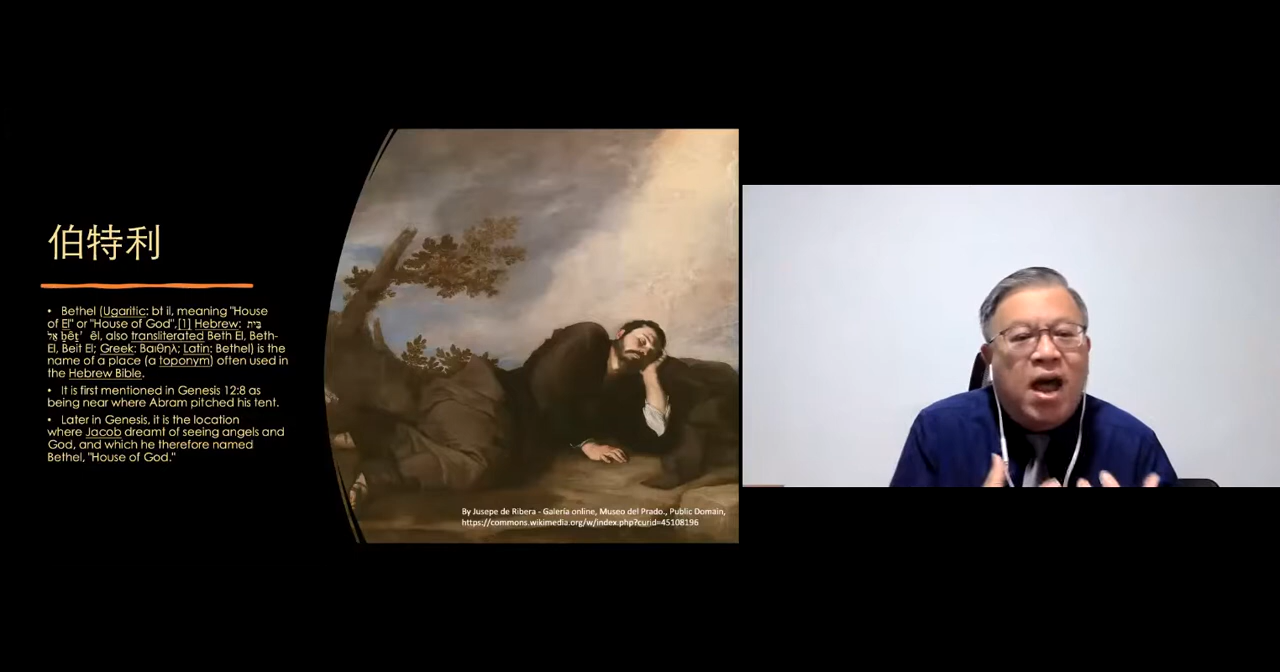 伯特利
• Bethel (Ugaritic: bt il, meaning "House
of El" or "House of God",[1] Hebrew: בֵּית
אֵל ḇêṯ' ēl, also transliterated Beth El, Beth-
El, Beit El; Greek: Βαιθηλ; Latin: Bethel) is the
name of a place (a toponym) often used in
the Hebrew Bible.
• It is first mentioned in Genesis 12:8 as
being near where Abram pitched his tent.
• Later in Genesis, it is the location
where Jacob dreamt of seeing angels and
God, and which he therefore named
Bethel, "House of God."
By Jusepe de Ribera - Galería online, Museo del Prado., Public Domain,
https://commons.wikimedia.org/w/index.php?curid=45108196